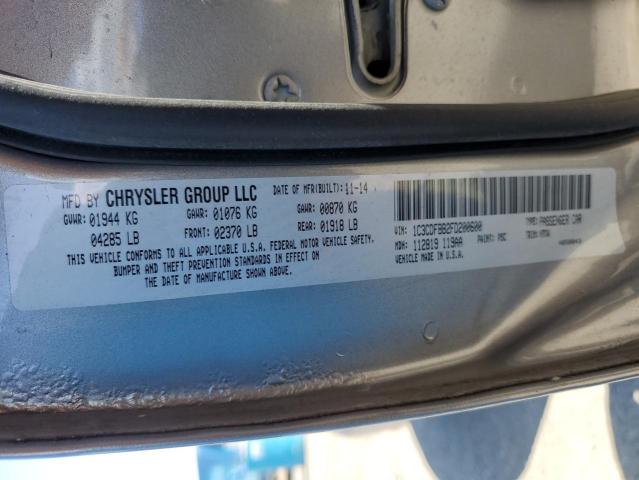 MFD BY CHRYSLER GROUP LLC DATE OF MFR(BUILT): 11-14
GVWR: 01944 KG GAWR: 01076 KG GAWR: 00870 KG
04285 LB FRONT: 02370 LB REAR: 01918 LB
THIS VEHICLE CONFORMS TO ALL APPLICABLE U.S.A. FEDERAL MOTOR VEHICLE SAFETY,
BUMPER AND THEFT PREVENTION STANDARDS IN EFFECT ON
THE DATE OF MANUFACTURE SHOWN ABOVE.
VIN: 1C3CDFBB2FD200600 TYPE: PASSENGER CAR
MDH: 112819 119AA PAINT: PSC TRIM:
VEHICLE MADE IN U.S.A.